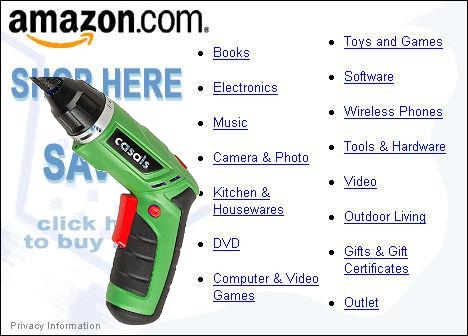 amazon.com.
SHOP HERE
SAV
click h
to buy
casals
Books
Electronics
Music
Camera & Photo
Kitchen &
Housewares
DVD
Computer & Video
Games
Toys and Games
Software
Wireless Phones
Tools & Hardware
Video
Outdoor Living
Gifts & Gift
Certificates
Outlet
Privacy Information